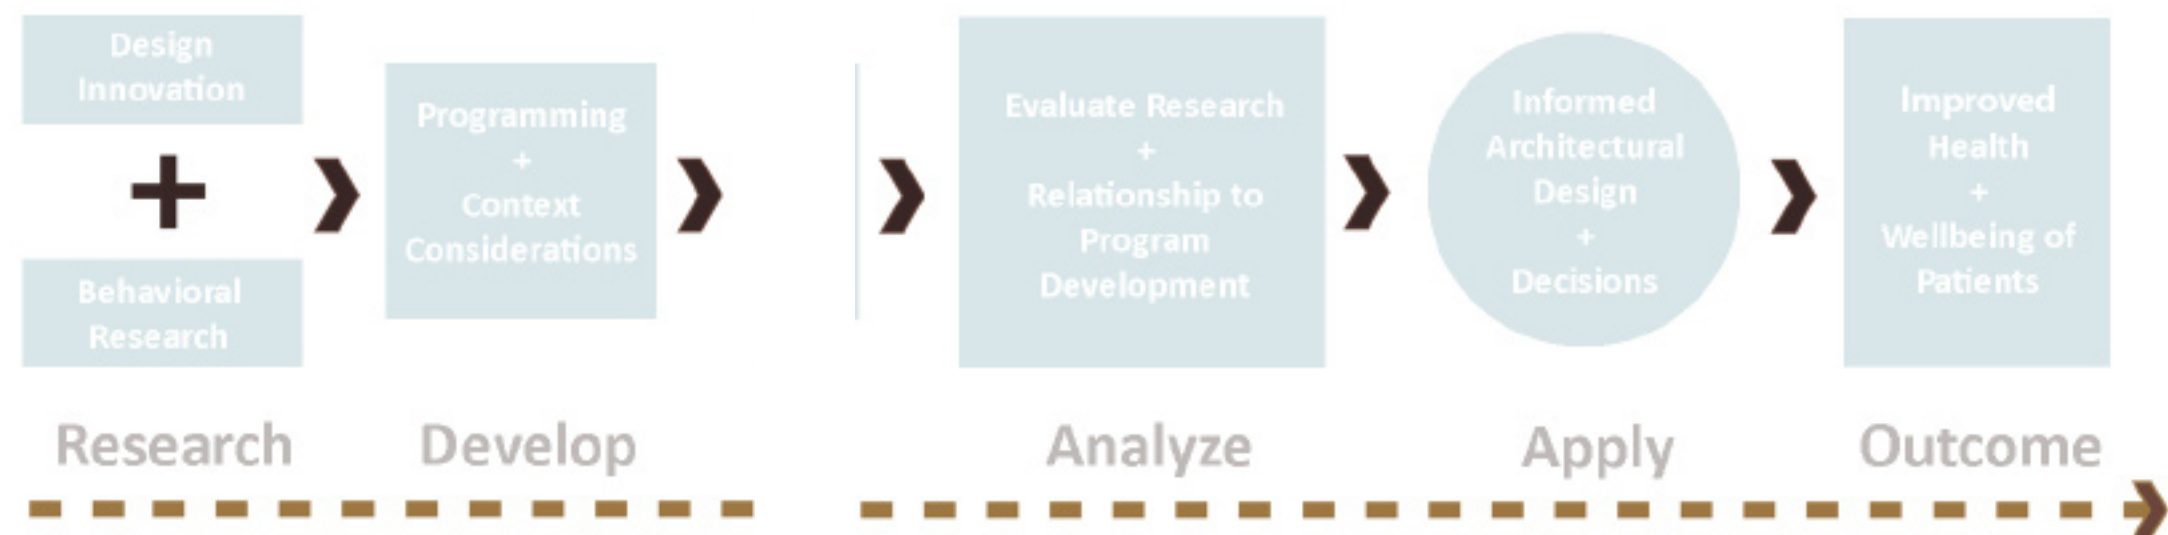 Design
Innovation
+
Behavioral
Research
Programming
+
Context
Considerations
Evaluate Research
+
Relationship to
Program
Development
Informed
Architectural
Design
+
Decisions
Improved
Health
+
Wellbeing of
Patients
Research
Develop
Analyze
Apply
Outcome